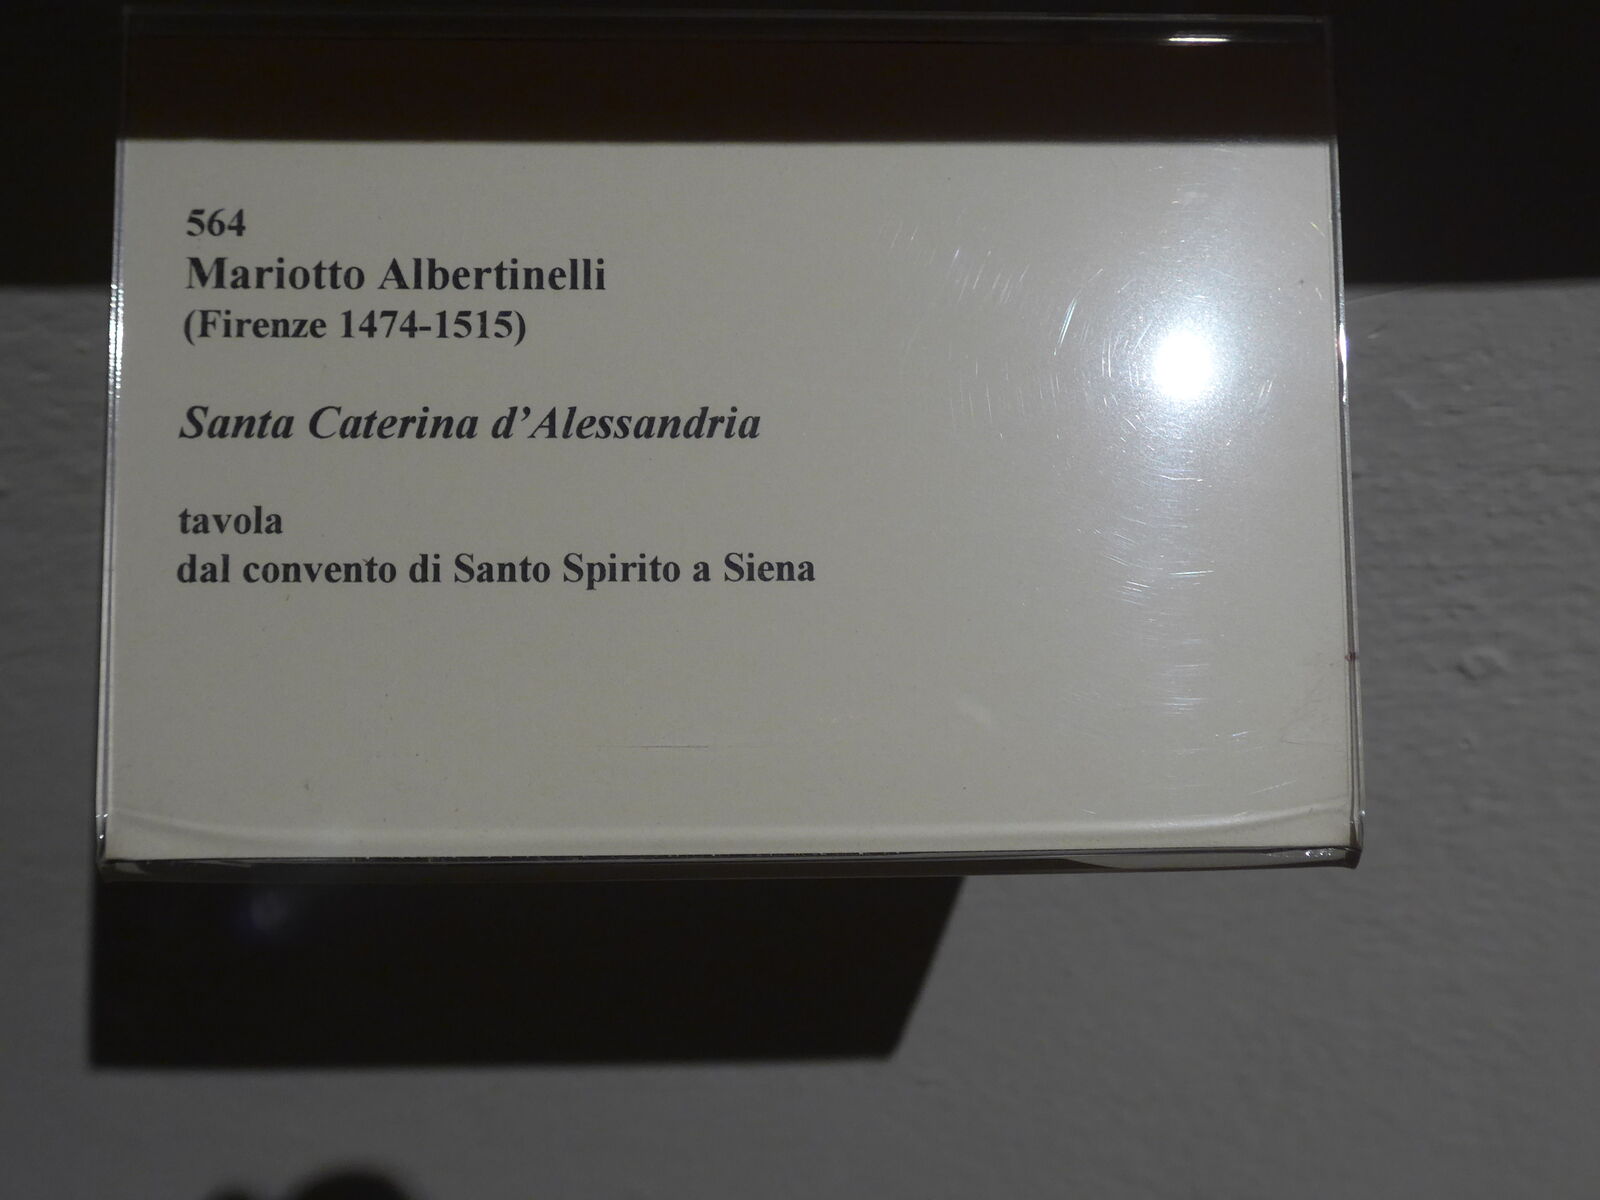 564
Mariotto Albertinelli
(Firenze 1474-1515)
Santa Caterina d’Alessandria
tavola
dal convento di Santo Spirito a Siena